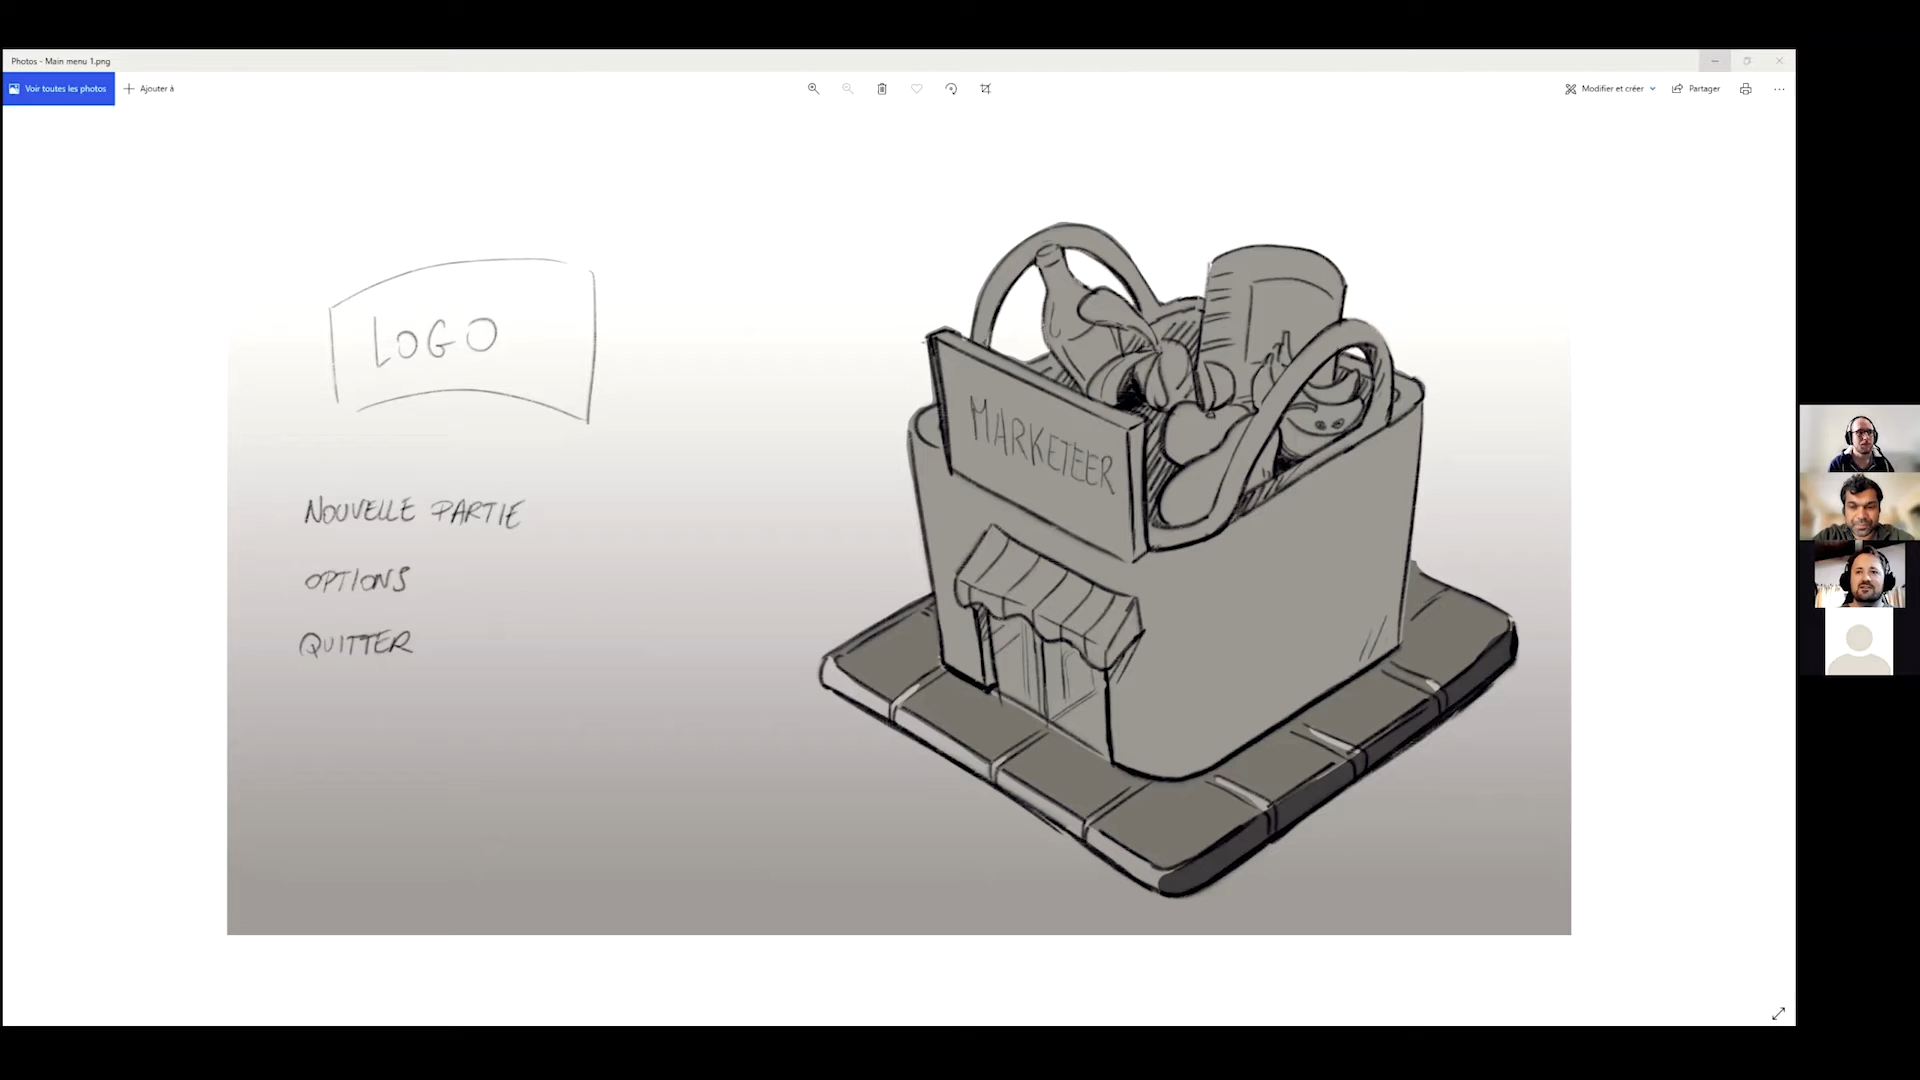 Photos - Main menu 1.png
Voir toutes les photos
Ajouter à
Modifier et créer
Partager
LOGO
MARKETEER
NOUVELLE PARTIE
OPTIONS
QUITTER